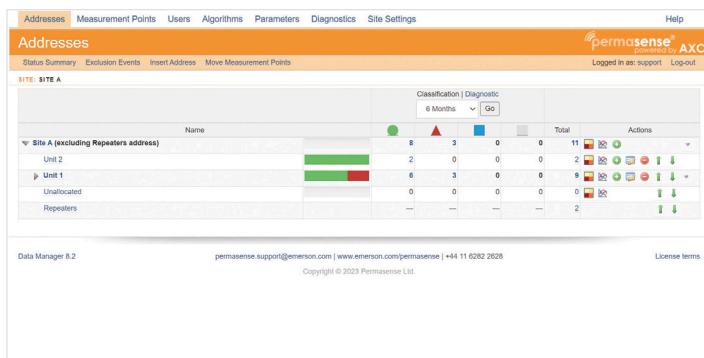 Addresses Measurement Points Users Algorithms Parameters Diagnostics Site Settings Help
Addresses
permasense®
powered by AXC
Status Summary Exclusion Events Insert Address Move Measurement Points Logged in as: support Log-out
SITE: SITE A
Classification | Diagnostic
6 Months Go
Name Total Actions
Site A (excluding Repeaters address) 8 3 0 0 11
Unit 2 2 0 0 0 2
Unit 1 6 3 0 0 9
Unallocated 0 0 0 0 0
Repeaters — — — — 2
Data Manager 8.2 permasense.support@emerson.com | www.emerson.com/permasense | +44 11 6282 2628 License terms
Copyright © 2023 Permasense Ltd.